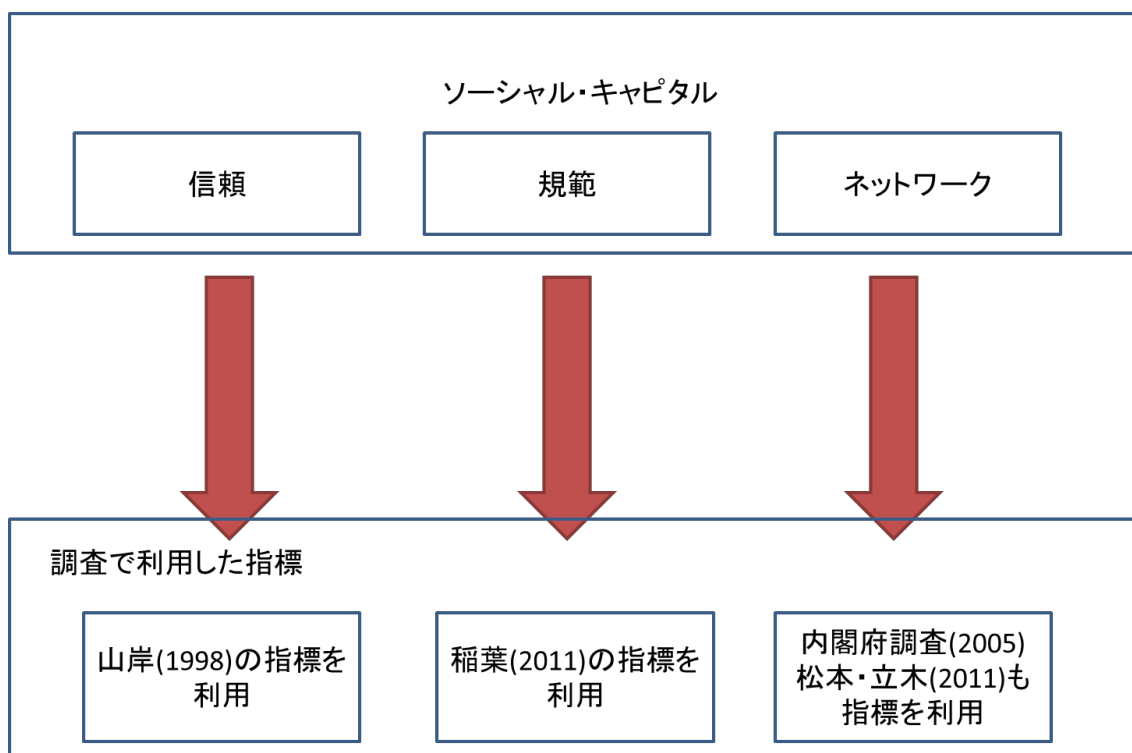 ソーシャル・キャピタル
信頼
規範
ネットワーク
調査で利用した指標
山岸(1998)の指標を
利用
稲葉(2011)の指標を
利用
内閣府調査(2005)
松本・立木(2011)も
指標を利用